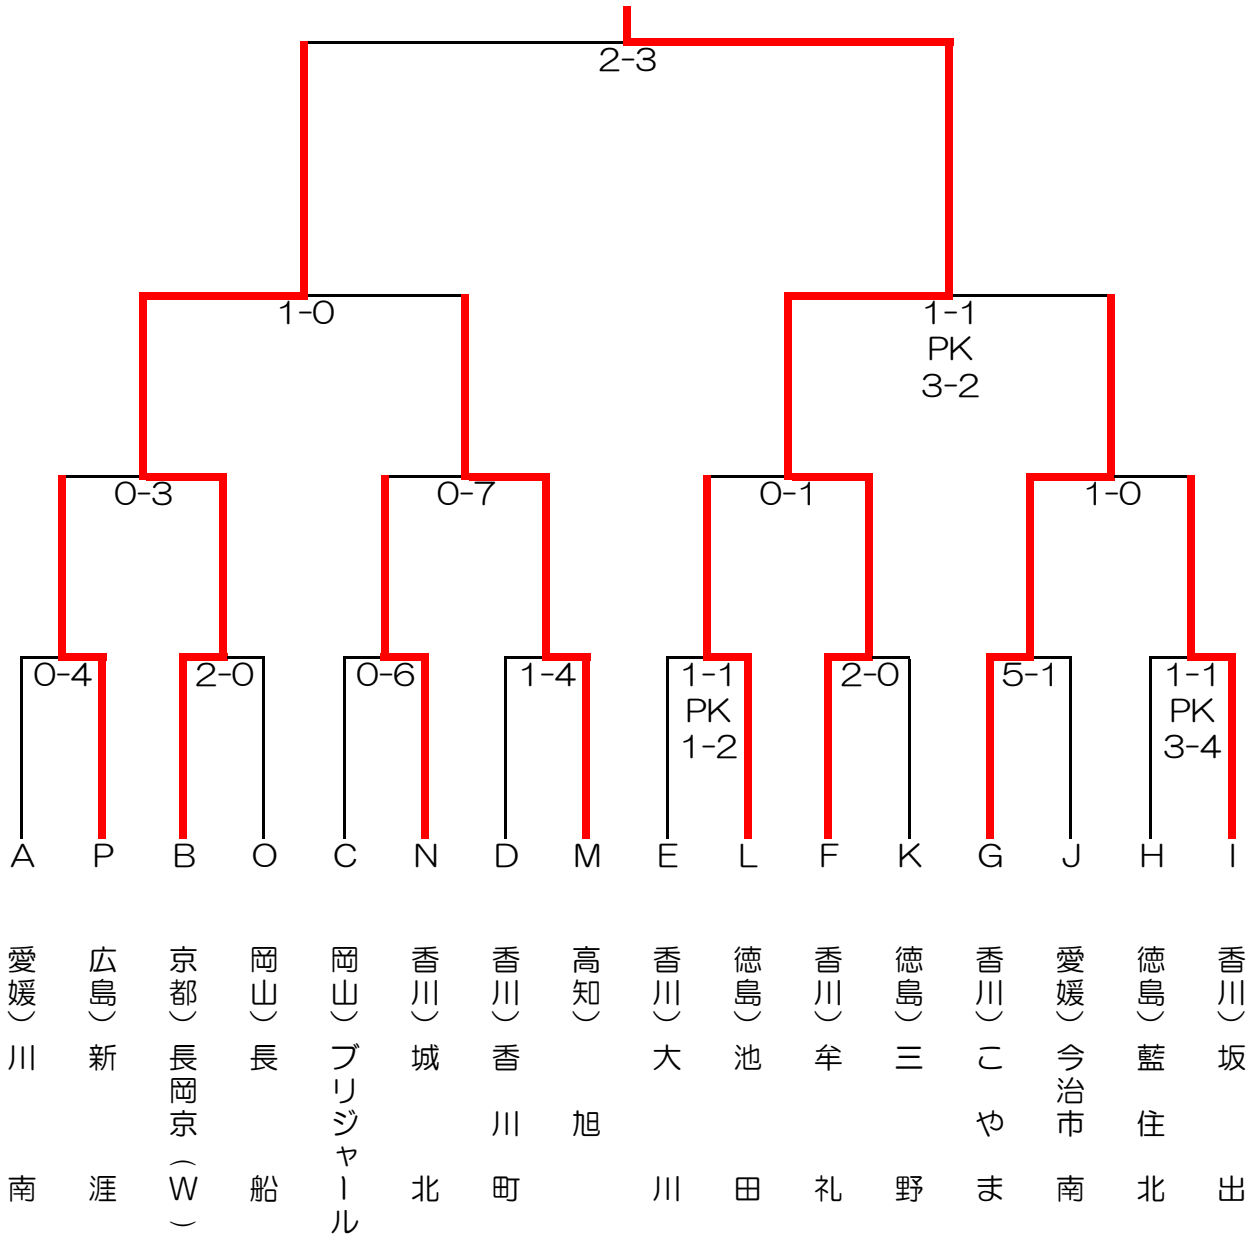 2-3
1-0
1-1
PK
3-2
0-3
0-7
0-1
1-0
0-4
2-0
0-6
1-4
1-1
PK
1-2
2-0
5-1
1-1
PK
3-4
A P B O C N D M E L F K G J H I
愛媛）川南
広島）新涯
京都）長岡京（W）
岡山）長船
岡山）ブリジャール
香川）城北
香川）香川町
高知）旭
香川）大川
徳島）池田
香川）牟礼
徳島）三野
香川）こやま
愛媛）今治市南
徳島）藍住北
香川）坂出